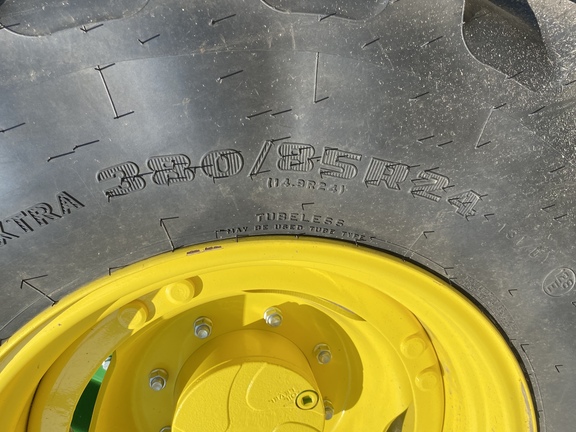 XTRA
380/85R24
(14.9R24)
TUBELESS
MAY BE USED TUBE TYPE